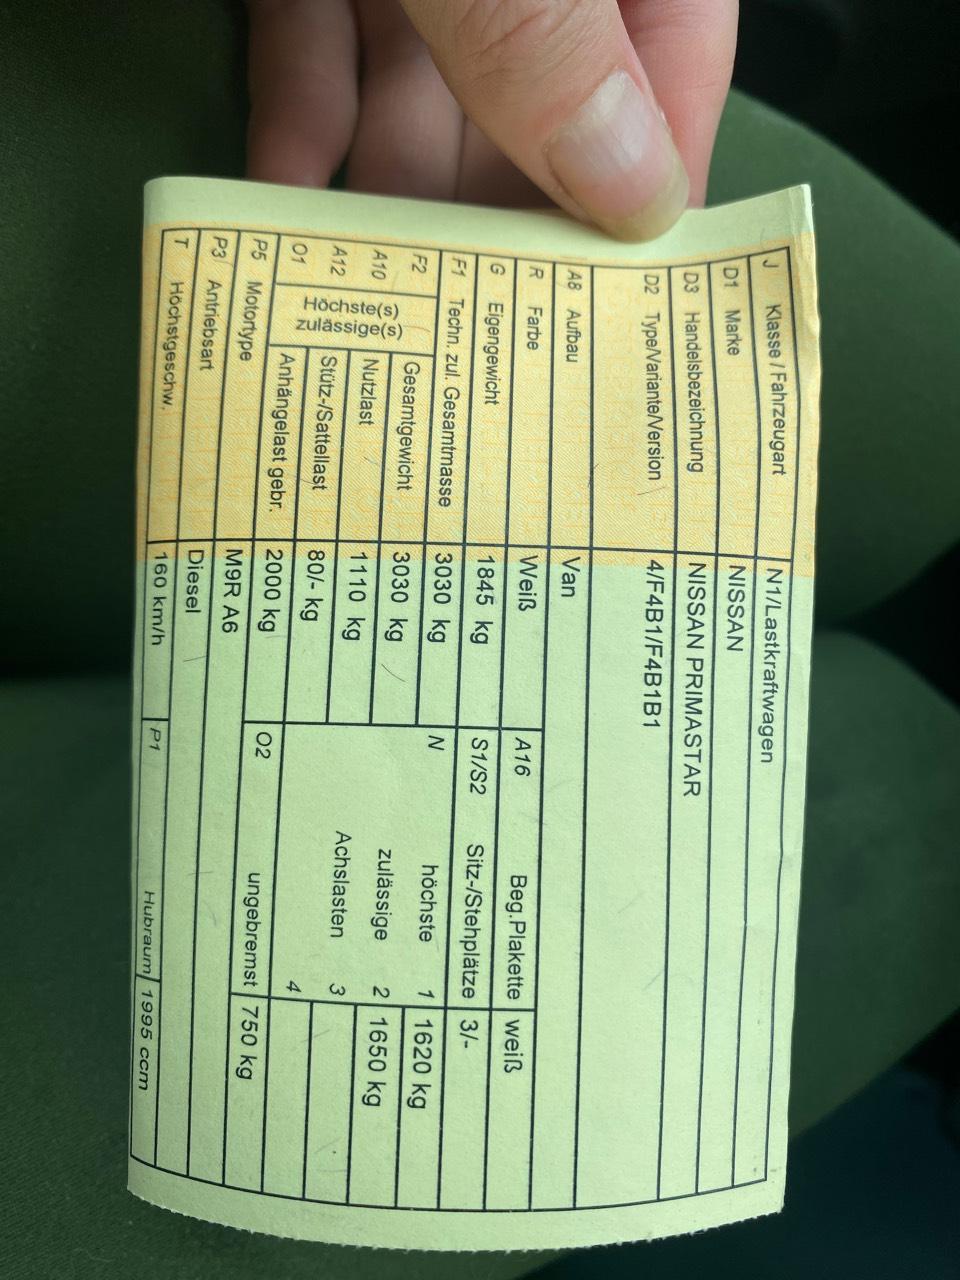 J Klasse / Fahrzeugart N1/Lastkraftwagen
D1 Marke NISSAN
D3 Handelsbezeichnung NISSAN PRIMASTAR
D2 Type/Variante/Version 4/F4B1/F4B1B1
A8 Aufbau Van
R Farbe Weiß A16 Beg.Plakette weiß
G Eigengewicht 1845 kg S1/S2 Sitz-/Stehplätze 3/-
F1 Techn. zul. Gesamtmasse 3030 kg N höchste 1 1620 kg
F2 Höchste(s) zulässige(s) Gesamtgewicht 3030 kg zulässige 2 1650 kg
A10 Nutzlast 1110 kg Achslasten 3
A12 Stütz-/Sattellast 80/- kg 4
O1 Anhängelast gebr. 2000 kg O2 ungebremst 750 kg
P5 Motortype M9R A6
P3 Antriebsart Diesel
T Höchstgeschw. 160 km/h P1 Hubraum 1995 ccm